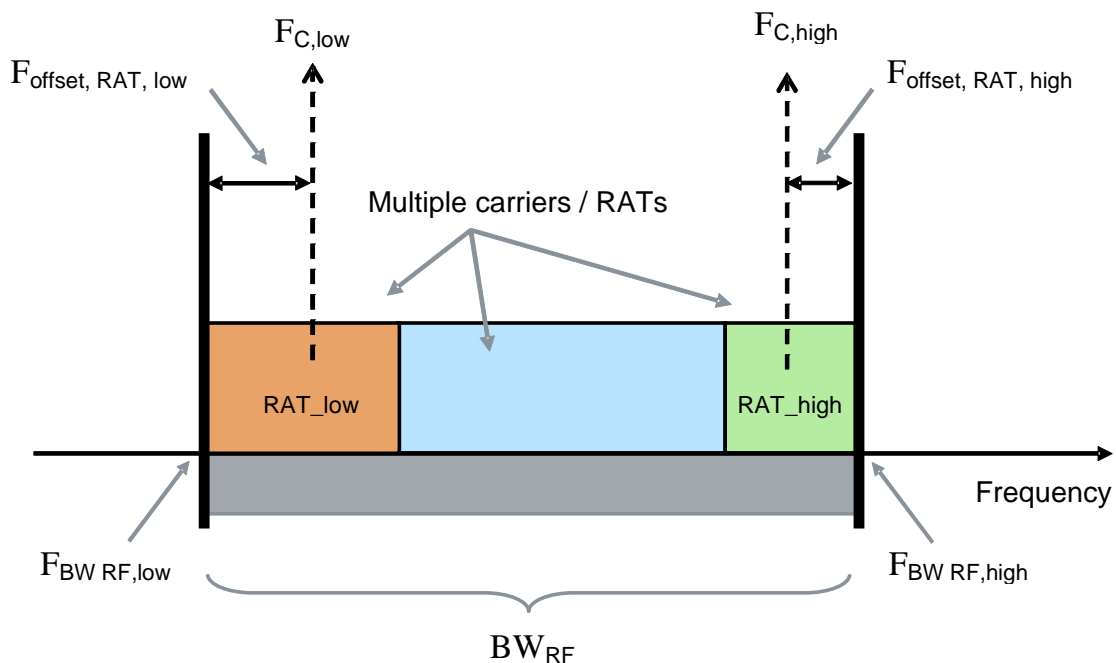 F_C,low
F_C,high
F_offset, RAT, low
F_offset, RAT, high
Multiple carriers / RATs
RAT_low
RAT_high
Frequency
F_BW RF,low
F_BW RF,high
BW_RF